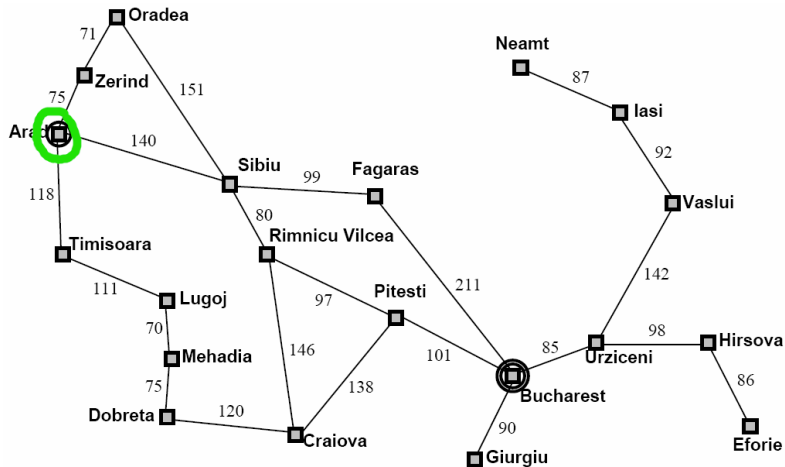 Oradea
71
Neamt
Zerind
87
75
151
Iasi
Arad
140
92
Sibiu
Fagaras
99
118
Vaslui
80
Timisoara
Rimnicu Vilcea
142
111
211
Lugoj
97
Pitesti
70
98
Hirsova
146
101
85
Urziceni
Mehadia
75
138
86
Bucharest
Dobreta
120
90
Craiova
Eforie
Giurgiu